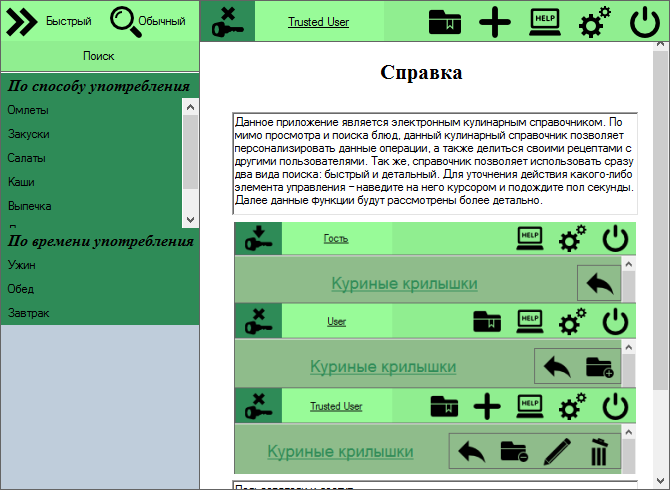 Быстрый
Обычный
Trusted User
HELP
Поиск
По способу употребления
Омлеты
Закуски
Салаты
Каши
Выпечка
По времени употребления
Ужин
Обед
Завтрак
Справка
Данное приложение является электронным кулинарным справочником. По
мимо просмотра и поиска блюд, данный кулинарный справочник позволяет
персонализировать данные операции, а также делиться своими рецептами с
другими пользователями. Так же, справочник позволяет использовать сразу
два вида поиска: быстрый и детальный. Для уточнения действия какого-либо
элемента управления – наведите на него курсором и подождите пол секунды.
Далее данные функции будут рассмотрены более детально.
Гость
HELP
Куриные крилышки
User
HELP
Куриные крилышки
Trusted User
HELP
Куриные крилышки